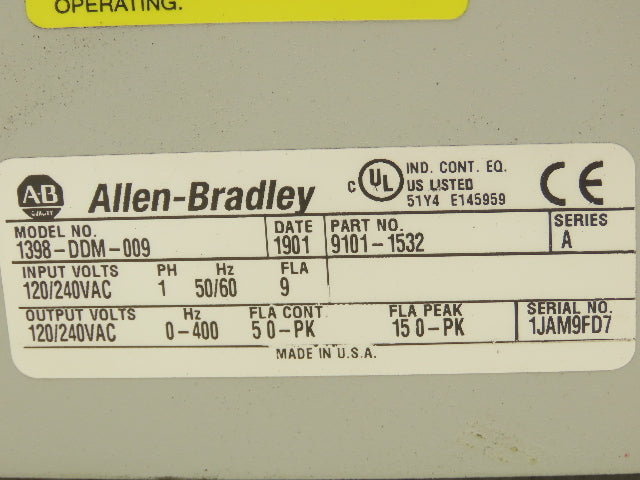 OPERATING.
AB
QUALITY
Allen-Bradley
C UL US LISTED
IND. CONT. EQ.
51Y4 E145959
CE
MODEL NO. DATE PART NO. SERIES
1398-DDM-009 1901 9101-1532 A
INPUT VOLTS PH Hz FLA
120/240VAC 1 50/60 9
OUTPUT VOLTS Hz FLA CONT. FLA PEAK SERIAL NO.
120/240VAC 0-400 5 0-PK 15 0-PK 1JAM9FD7
MADE IN U.S.A.